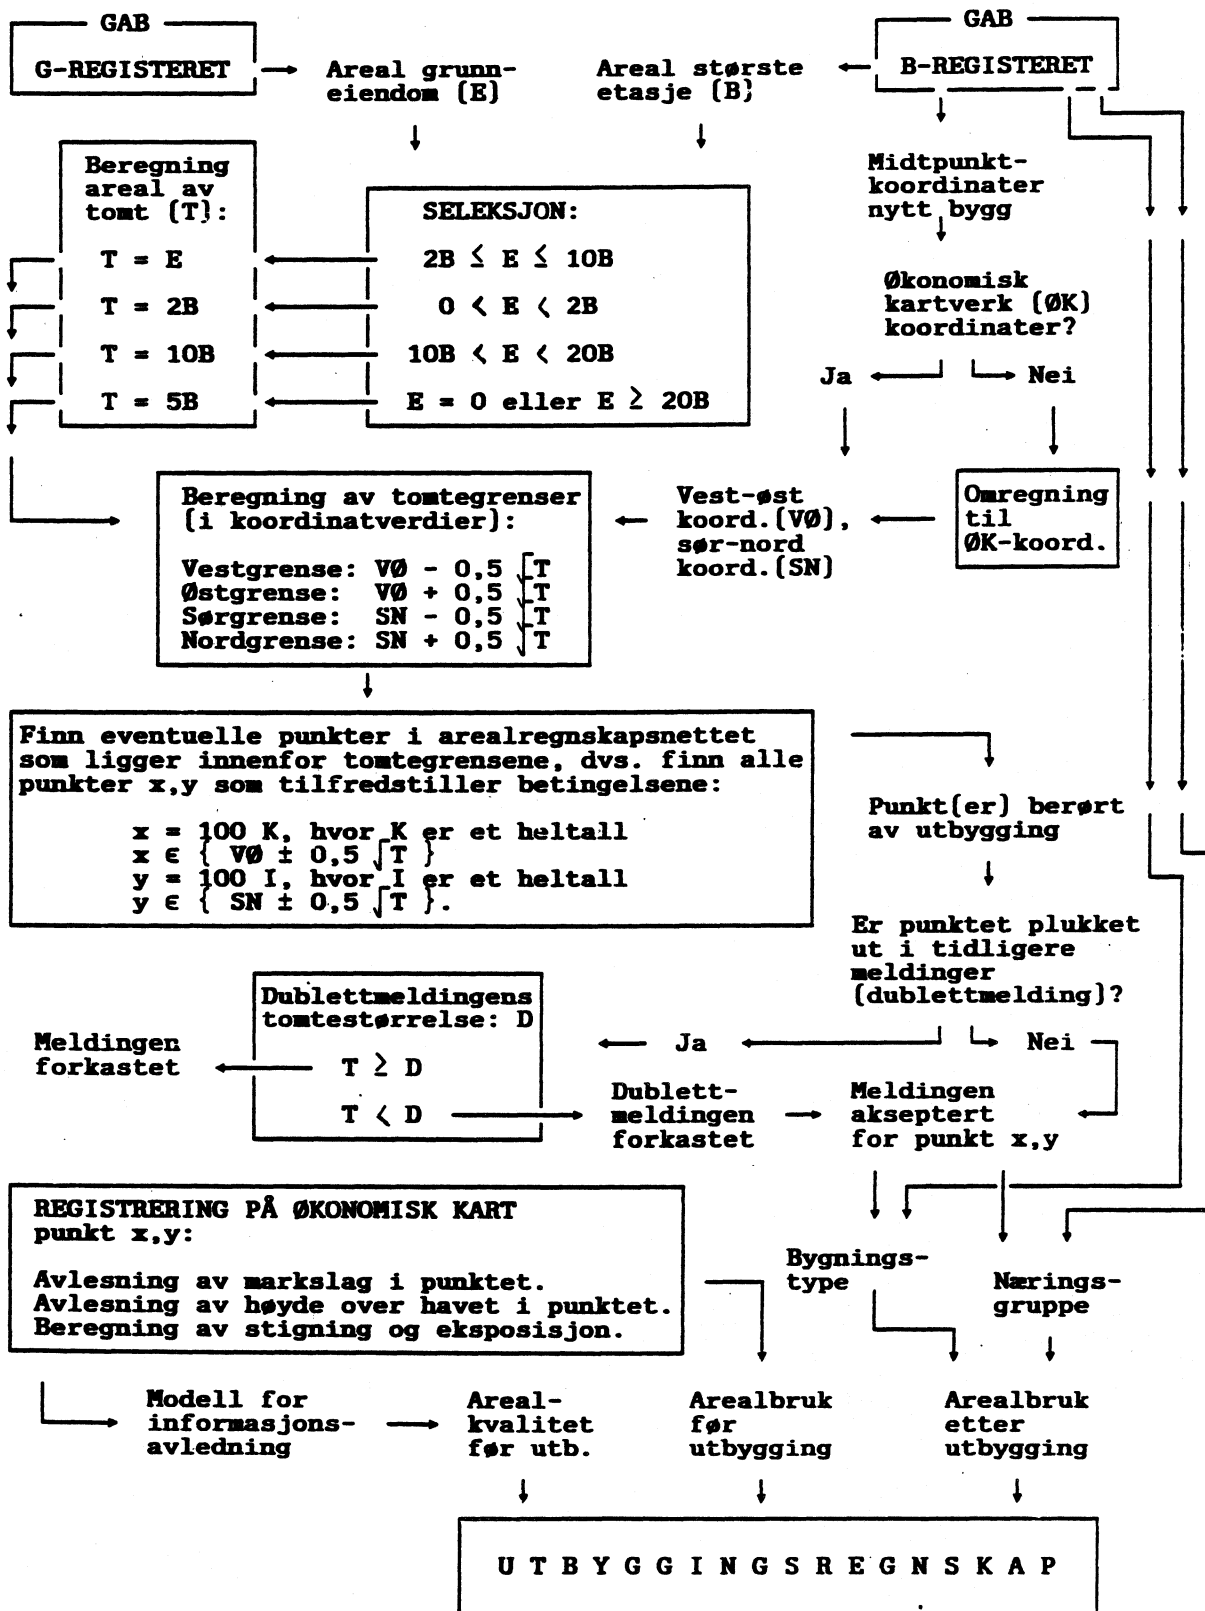 GAB
G-REGISTERET
Areal grunn-
eiendom (E)
Areal største
etasje (B)
GAB
B-REGISTERET
Beregning
areal av
tomt (T):
T = E
T = 2B
T = 10B
T = 5B
SELEKSJON:
2B ≤ E ≤ 10B
0 < E < 2B
10B < E < 20B
E = 0 eller E ≥ 20B
Midtpunkt-
koordinater
nytt bygg
Økonomisk
kartverk (ØK)
koordinater?
Ja
Nei
Beregning av tomtegrenser
(i koordinatverdier):
Vestgrense: VØ - 0,5 √T
Østgrense: VØ + 0,5 √T
Sørgrense: SN - 0,5 √T
Nordgrense: SN + 0,5 √T
Vest-øst
koord.(VØ),
sør-nord
koord.(SN)
Omregning
til
ØK-koord.
Finn eventuelle punkter i arealregnskapsnettet
som ligger innenfor tomtegrensene, dvs. finn alle
punkter x,y som tilfredstiller betingelsene:
x = 100 K, hvor K er et heltall
x ∈ { VØ ± 0,5 √T }
y = 100 I, hvor I er et heltall
y ∈ { SN ± 0,5 √T }.
Punkt(er) berørt
av utbygging
Er punktet plukket
ut i tidligere
meldinger
(dublettmelding)?
Ja
Nei
Dublettmeldingens
tomtestørrelse: D
T ≥ D
T < D
Meldingen
forkastet
Dublett-
meldingen
forkastet
Meldingen
akseptert
for punkt x,y
REGISTRERING PÅ ØKONOMISK KART
punkt x,y:
Avlesning av markslag i punktet.
Avlesning av høyde over havet i punktet.
Beregning av stigning og eksposisjon.
Bygnings-
type
Nærings-
gruppe
Modell for
informasjons-
avledning
Areal-
kvalitet
før utb.
Arealbruk
før
utbygging
Arealbruk
etter
utbygging
U T B Y G G I N G S R E G N S K A P